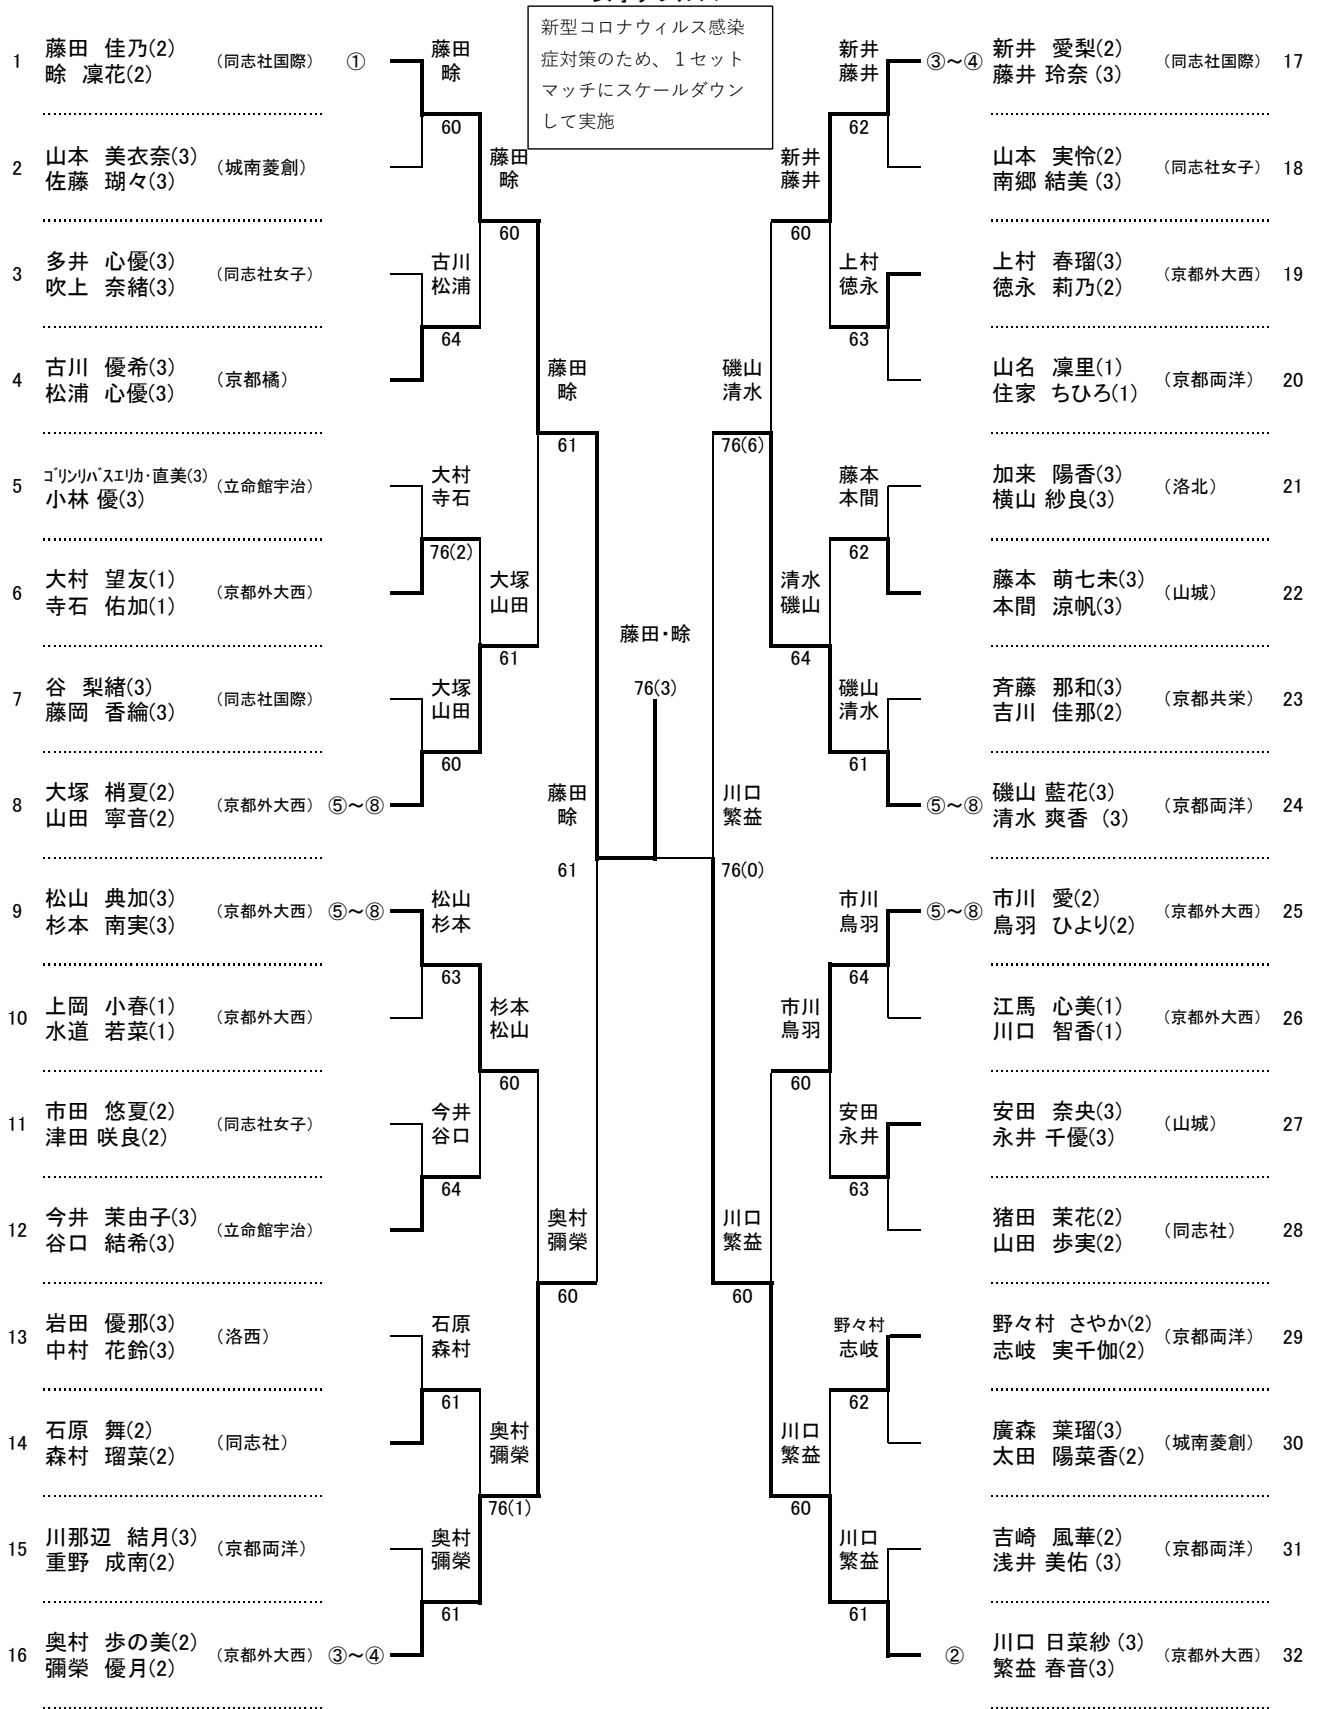 新型コロナウィルス感染
症対策のため、１セット
マッチにスケールダウン
して実施
1 藤田 佳乃(2) (同志社国際) ①
畭 凜花(2)
2 山本 美衣奈(3) (城南菱創)
佐藤 瑚々(3)
3 多井 心優(3) (同志社女子)
吹上 奈緒(3)
4 古川 優希(3) (京都橘)
松浦 心優(3)
5 ｺﾞﾘﾝﾘﾊﾞｽｴﾘｶ・直美(3) (立命館宇治)
小林 優(3)
6 大村 望友(1) (京都外大西)
寺石 佑加(1)
7 谷 梨緒(3) (同志社国際)
藤岡 香綸(3)
8 大塚 梢夏(2) (京都外大西) ⑤～⑧
山田 寧音(2)
9 松山 典加(3) (京都外大西) ⑤～⑧
杉本 南実(3)
10 上岡 小春(1) (京都外大西)
水道 若菜(1)
11 市田 悠夏(2) (同志社女子)
津田 咲良(2)
12 今井 茉由子(3) (立命館宇治)
谷口 結希(3)
13 岩田 優那(3) (洛西)
中村 花鈴(3)
14 石原 舞(2) (同志社)
森村 瑠菜(2)
15 川那辺 結月(3) (京都両洋)
重野 成南(2)
16 奥村 歩の美(2) (京都外大西) ③～④
彌榮 優月(2)
藤田
畭
60
古川
松浦
64
大村
寺石
76(2)
大塚
山田
60
松山
杉本
63
今井
谷口
64
石原
森村
61
奥村
彌榮
61
藤田
畭
60
大塚
山田
61
杉本
松山
60
奥村
彌榮
76(1)
藤田
畭
61
奥村
彌榮
60
藤田
畭
61
藤田・畭
76(3)
川口
繁益
76(0)
磯山
清水
76(6)
川口
繁益
60
新井
藤井
60
清水
磯山
64
市川
鳥羽
60
川口
繁益
60
新井
藤井
62
上村
徳永
63
藤本
本間
62
磯山
清水
61
市川
鳥羽
64
安田
永井
63
野々村
志岐
62
川口
繁益
61
③～④ 新井 愛梨(2) (同志社国際) 17
藤井 玲奈 (3)
山本 実怜(2) (同志社女子) 18
南郷 結美 (3)
上村 春瑠(3) (京都外大西) 19
徳永 莉乃(2)
山名 凜里(1) (京都両洋) 20
住家 ちひろ(1)
加来 陽香(3) (洛北) 21
横山 紗良(3)
藤本 萌七未(3) (山城) 22
本間 涼帆(3)
斉藤 那和(3) (京都共栄) 23
吉川 佳那(2)
⑤～⑧ 磯山 藍花(3) (京都両洋) 24
清水 爽香 (3)
⑤～⑧ 市川 愛(2) (京都外大西) 25
鳥羽 ひより(2)
江馬 心美(1) (京都外大西) 26
川口 智香(1)
安田 奈央(3) (山城) 27
永井 千優(3)
猪田 茉花(2) (同志社) 28
山田 歩実(2)
野々村 さやか(2) (京都両洋) 29
志岐 実千伽(2)
廣森 葉瑠(3) (城南菱創) 30
太田 陽菜香(2)
吉崎 風華(2) (京都両洋) 31
浅井 美佑 (3)
② 川口 日菜紗 (3) (京都外大西) 32
繁益 春音(3)